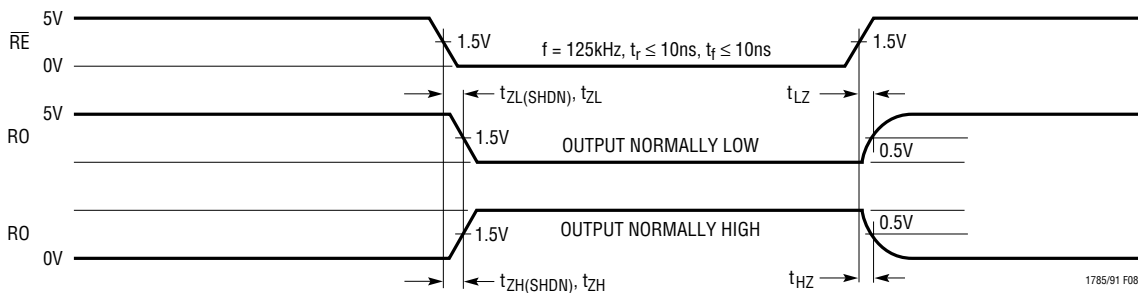 5V
R̅E̅
1.5V
f = 125kHz, tr ≤ 10ns, tf ≤ 10ns
1.5V
0V
tZL(SHDN), tZL
tLZ
5V
RO
1.5V
OUTPUT NORMALLY LOW
0.5V
RO
1.5V
OUTPUT NORMALLY HIGH
0.5V
0V
tZH(SHDN), tZH
tHZ
1785/91 F08